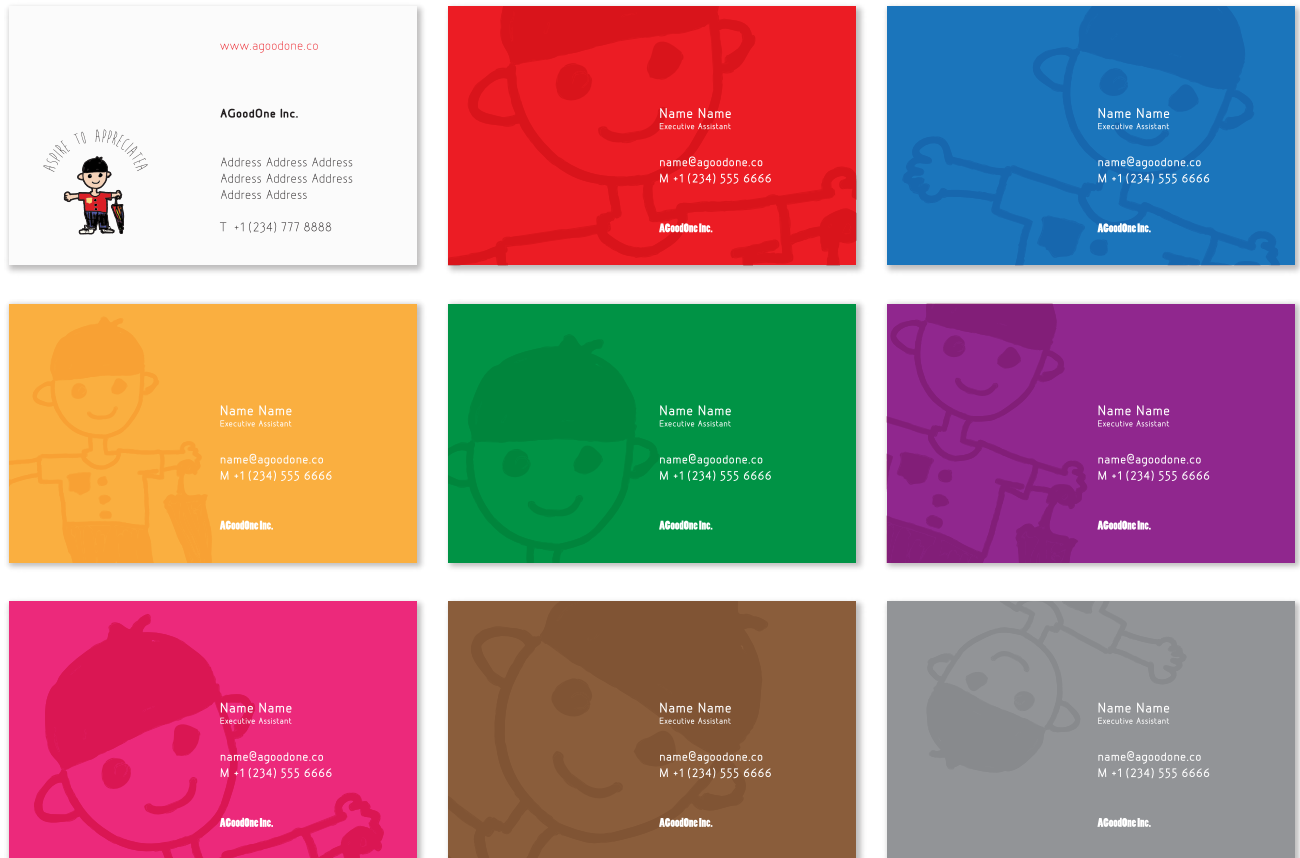 www.agoodone.co
AGoodOne Inc.
ASPIRE TO APPRECIATEA
Address Address Address
Address Address Address
Address Address
T +1 (234) 777 8888
Name Name
Executive Assistant
name@agoodone.co
M +1 (234) 555 6666
AGoodOne Inc.
Name Name
Executive Assistant
name@agoodone.co
M +1 (234) 555 6666
AGoodOne Inc.
Name Name
Executive Assistant
name@agoodone.co
M +1 (234) 555 6666
AGoodOne Inc.
Name Name
Executive Assistant
name@agoodone.co
M +1 (234) 555 6666
AGoodOne Inc.
Name Name
Executive Assistant
name@agoodone.co
M +1 (234) 555 6666
AGoodOne Inc.
Name Name
Executive Assistant
name@agoodone.co
M +1 (234) 555 6666
AGoodOne Inc.
Name Name
Executive Assistant
name@agoodone.co
M +1 (234) 555 6666
AGoodOne Inc.
Name Name
Executive Assistant
name@agoodone.co
M +1 (234) 555 6666
AGoodOne Inc.